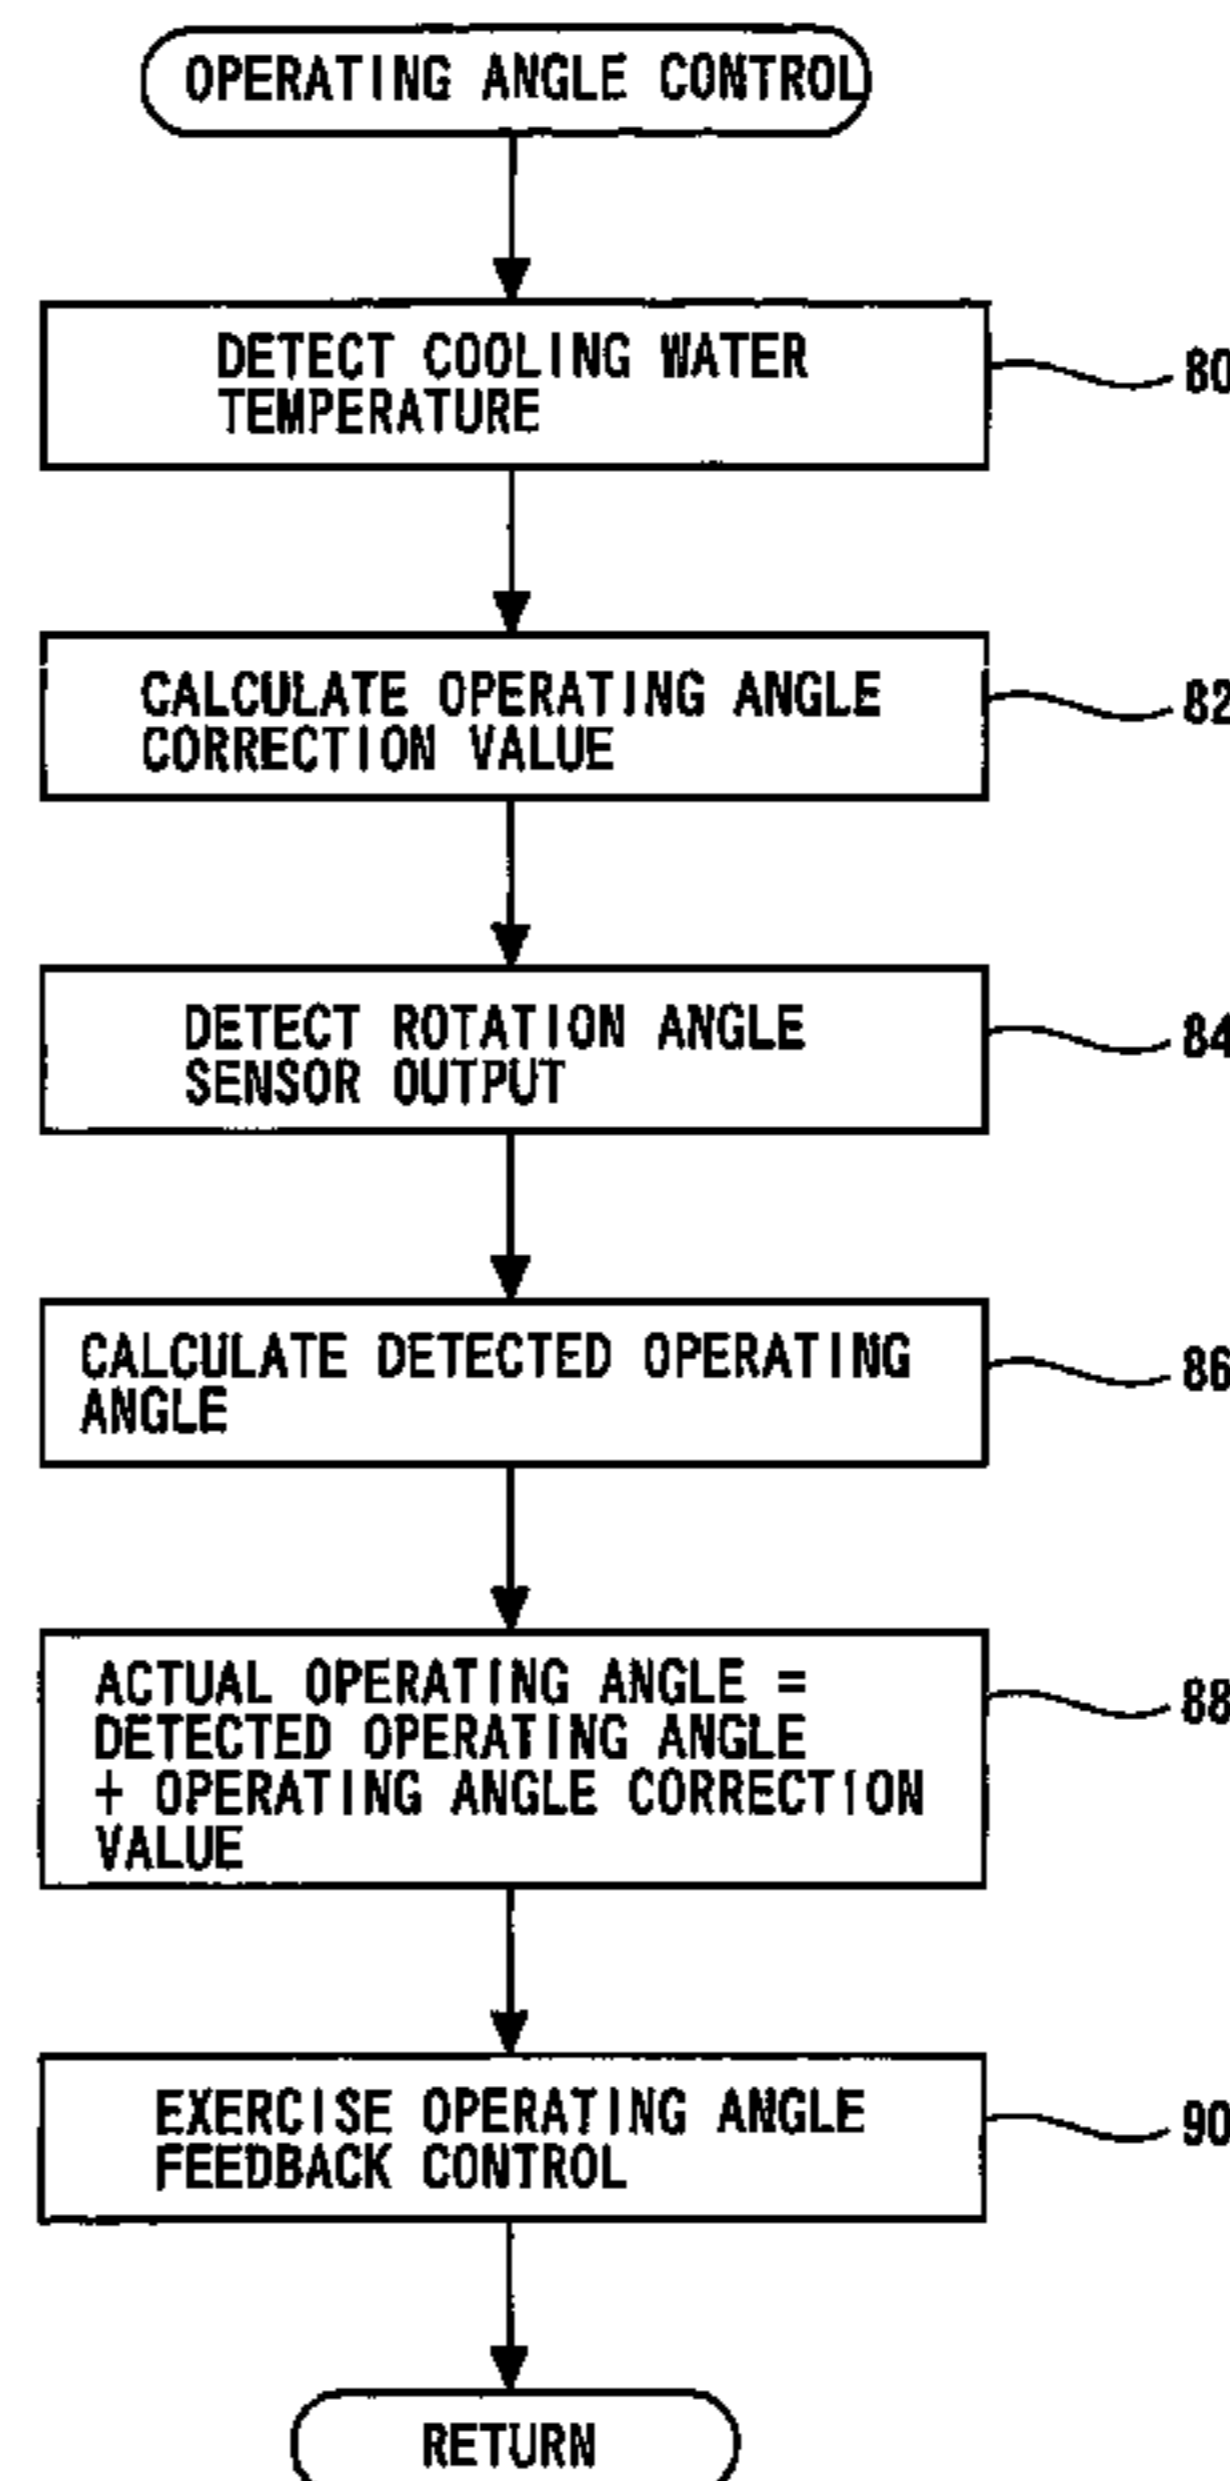 OPERATING ANGLE CONTROL
DETECT COOLING WATER
TEMPERATURE
80
CALCULATE OPERATING ANGLE
CORRECTION VALUE
82
DETECT ROTATION ANGLE
SENSOR OUTPUT
84
CALCULATE DETECTED OPERATING
ANGLE
86
ACTUAL OPERATING ANGLE =
DETECTED OPERATING ANGLE
+ OPERATING ANGLE CORRECTION
VALUE
88
EXERCISE OPERATING ANGLE
FEEDBACK CONTROL
90
RETURN